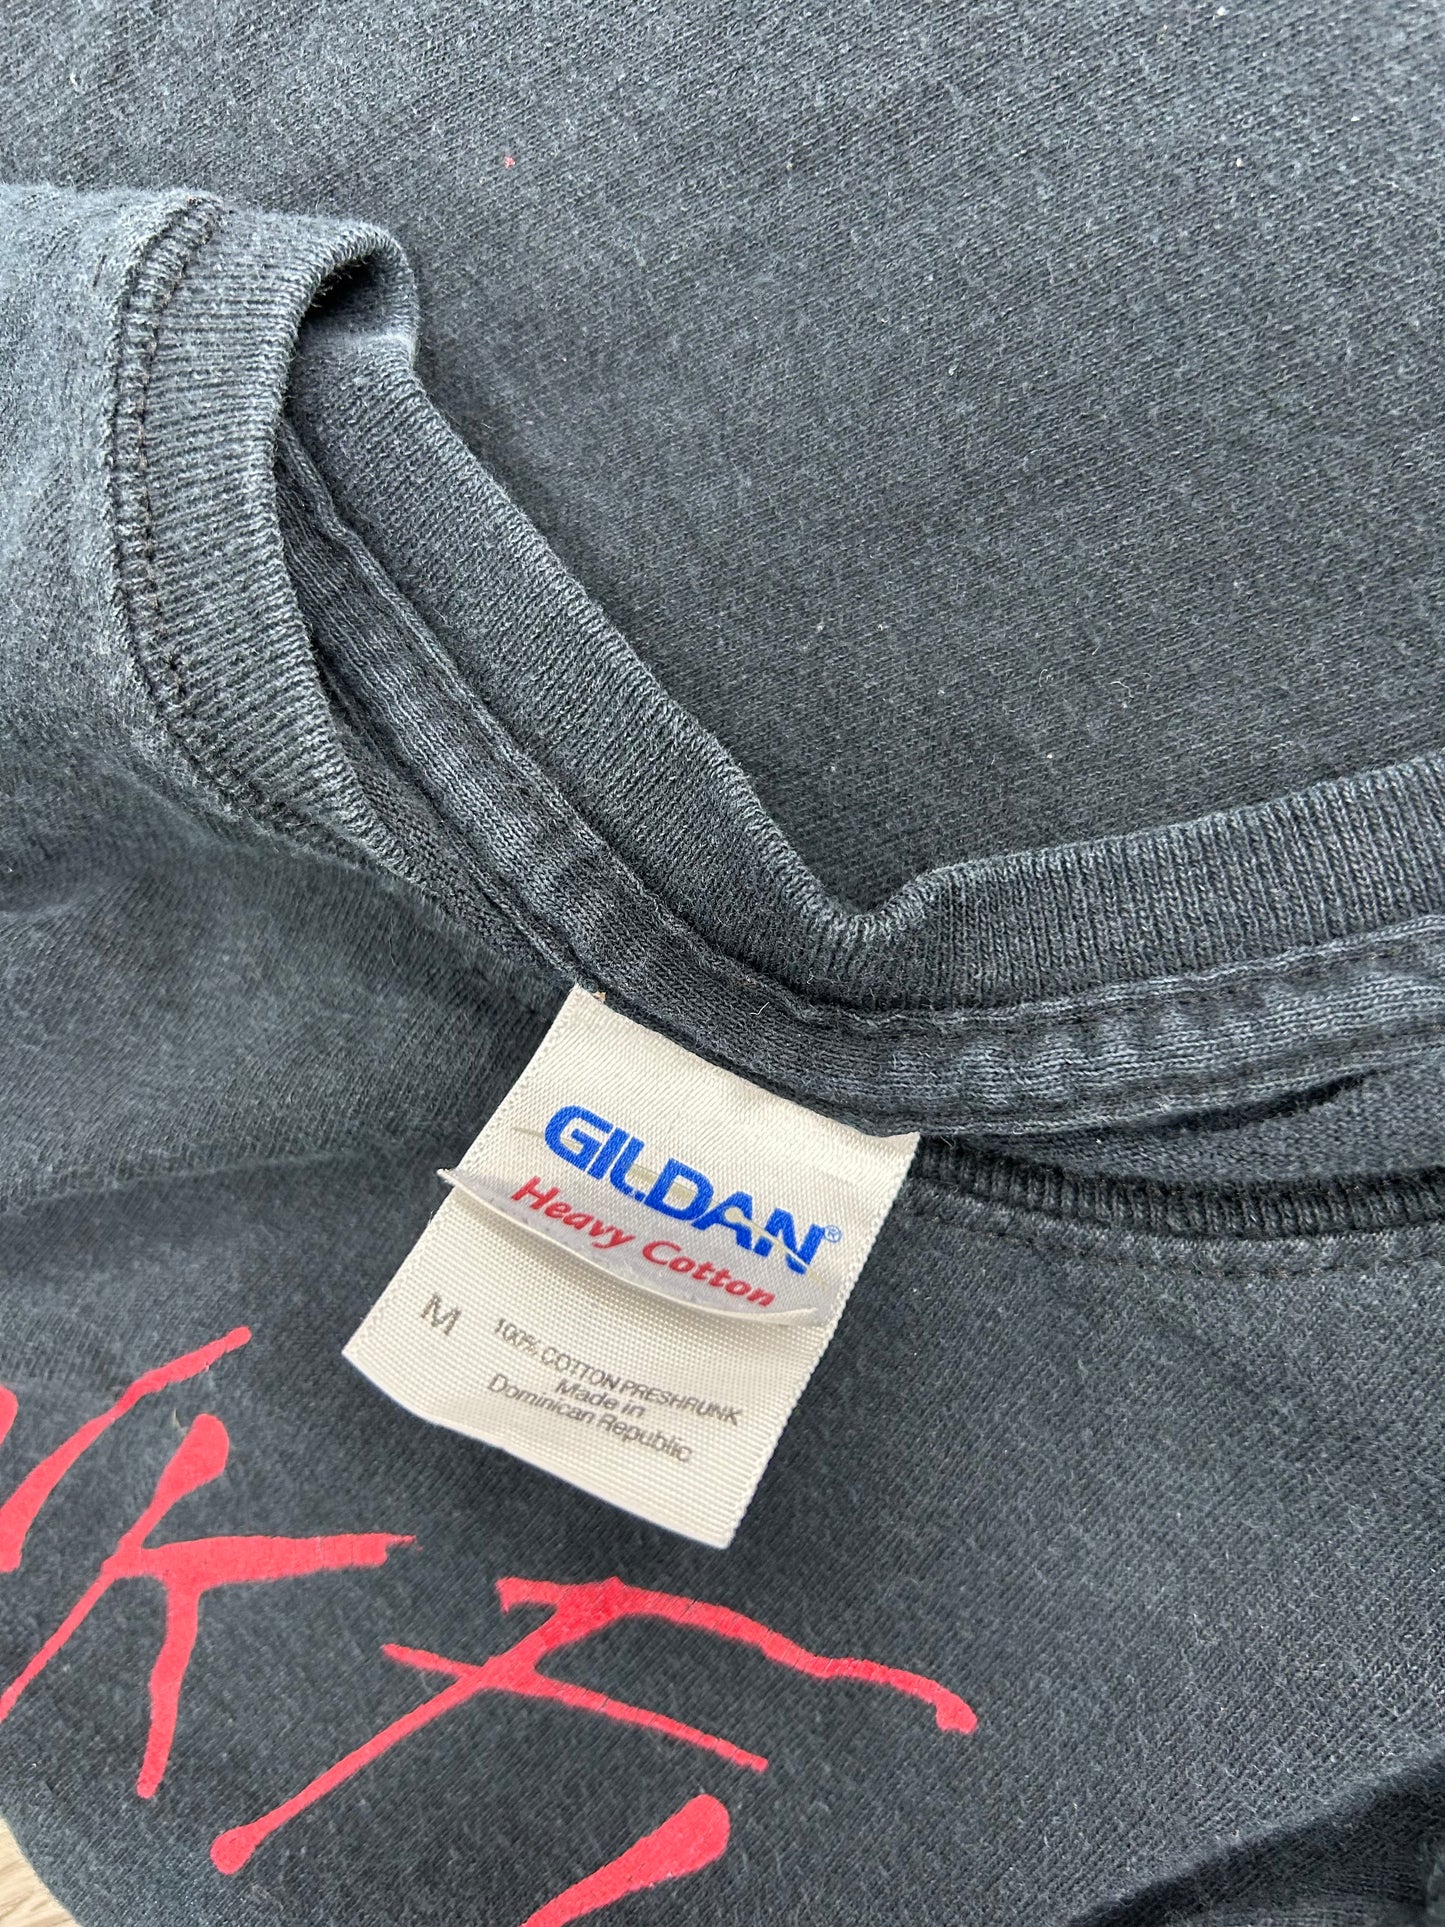 GILDAN®
Heavy Cotton
M
100% COTTON PRESHRUNK
Made in
Dominican Republic